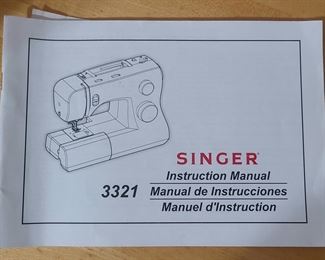 SINGER
Instruction Manual
3321 Manual de Instrucciones
Manuel d'Instruction